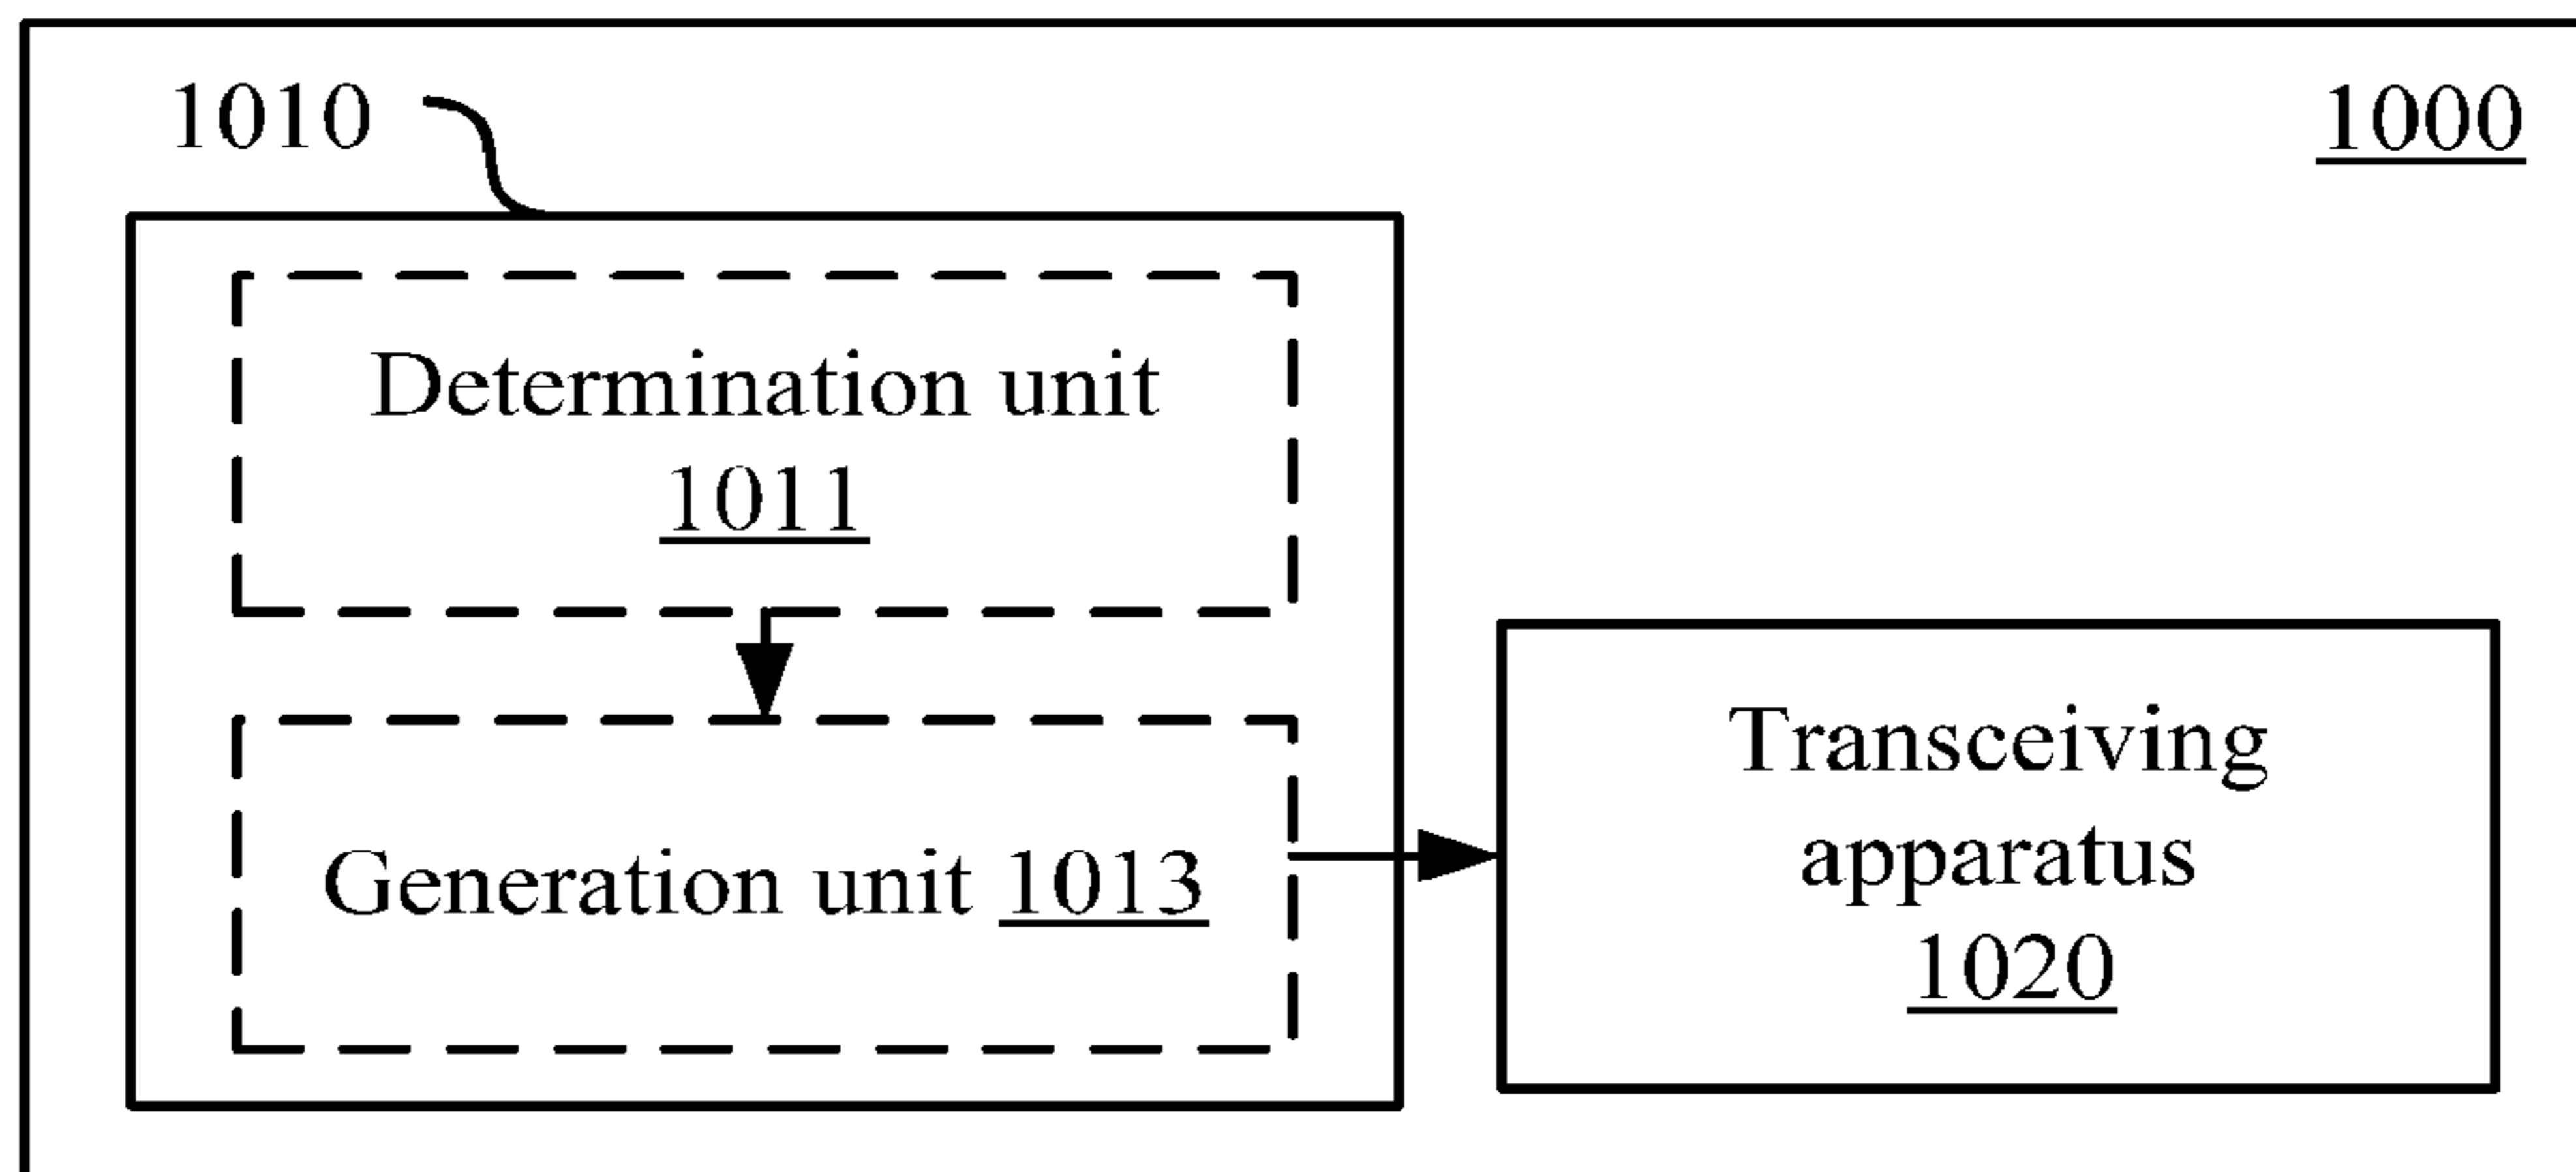 1010
1000
Determination unit
1011
Generation unit 1013
Transceiving
apparatus
1020